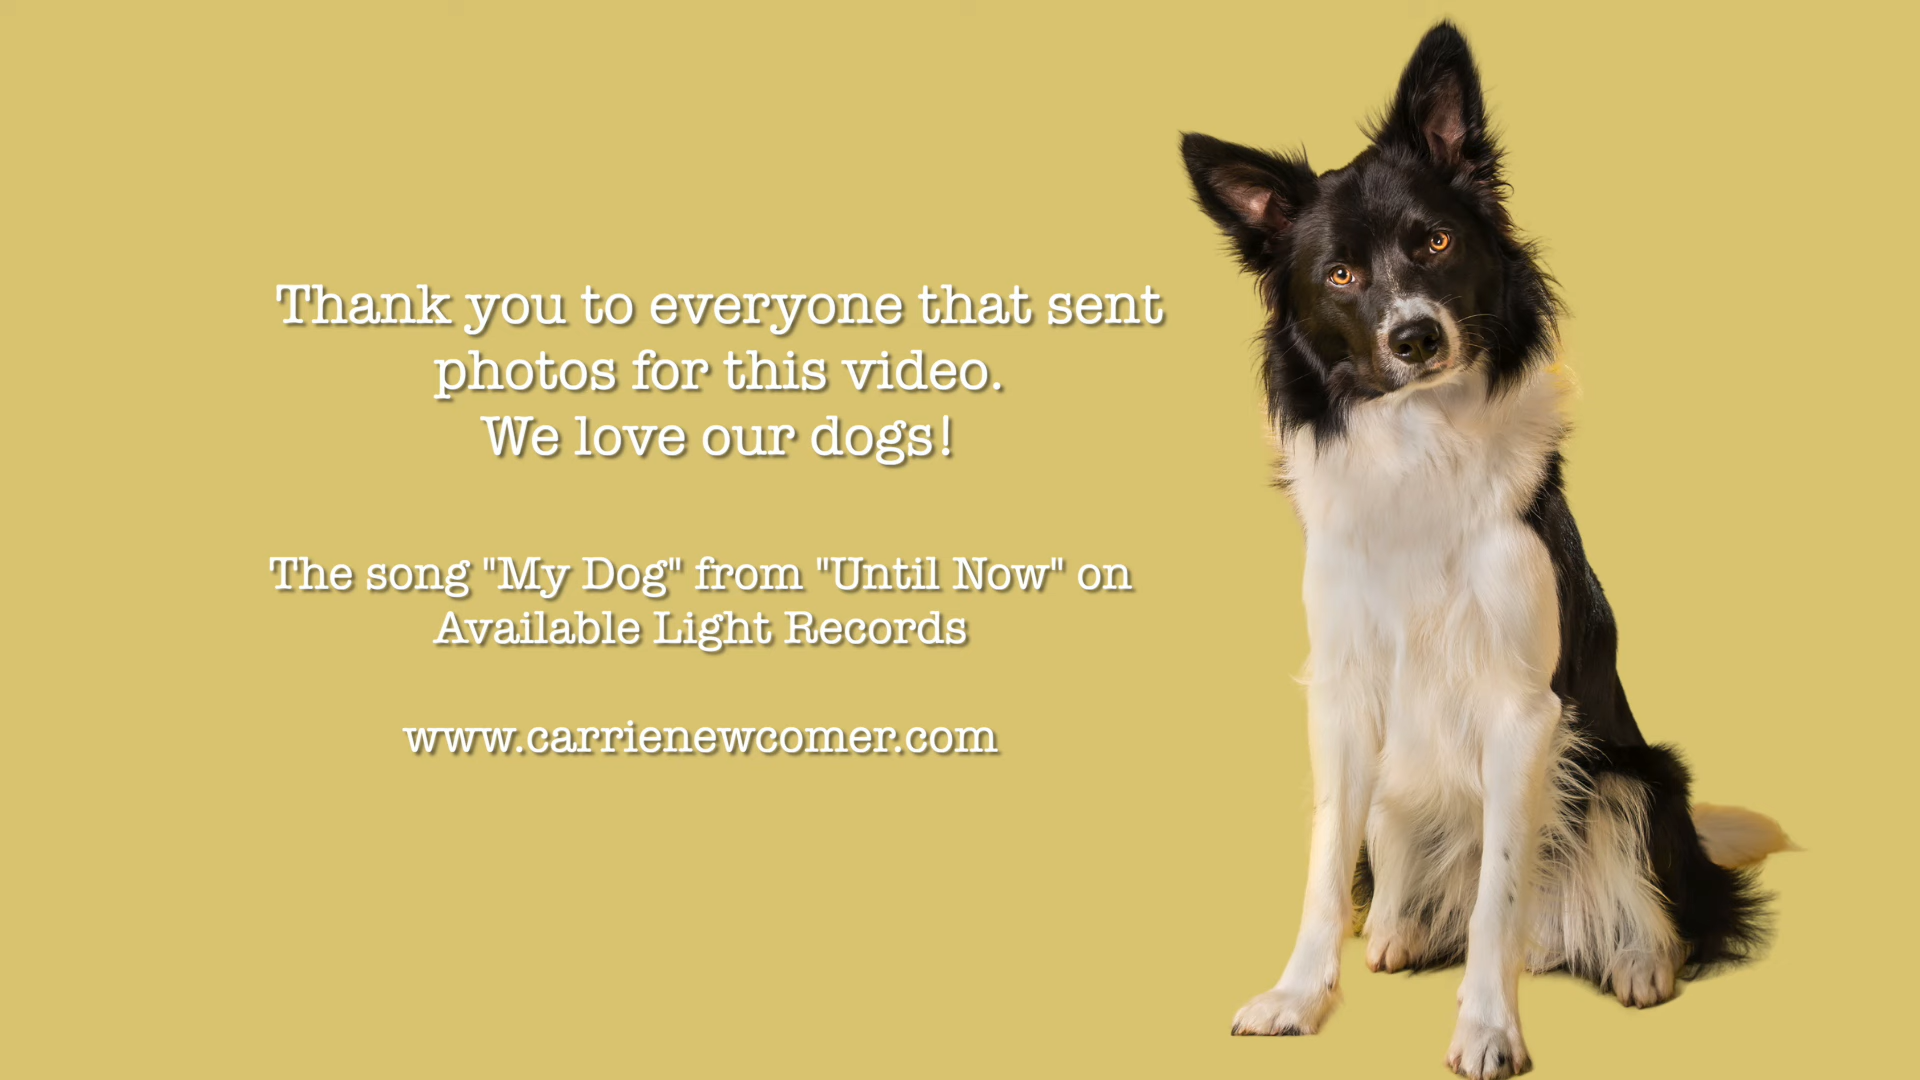 Thank you to everyone that sent
photos for this video.
We love our dogs!
The song "My Dog" from "Until Now" on
Available Light Records
www.carrienewcomer.com